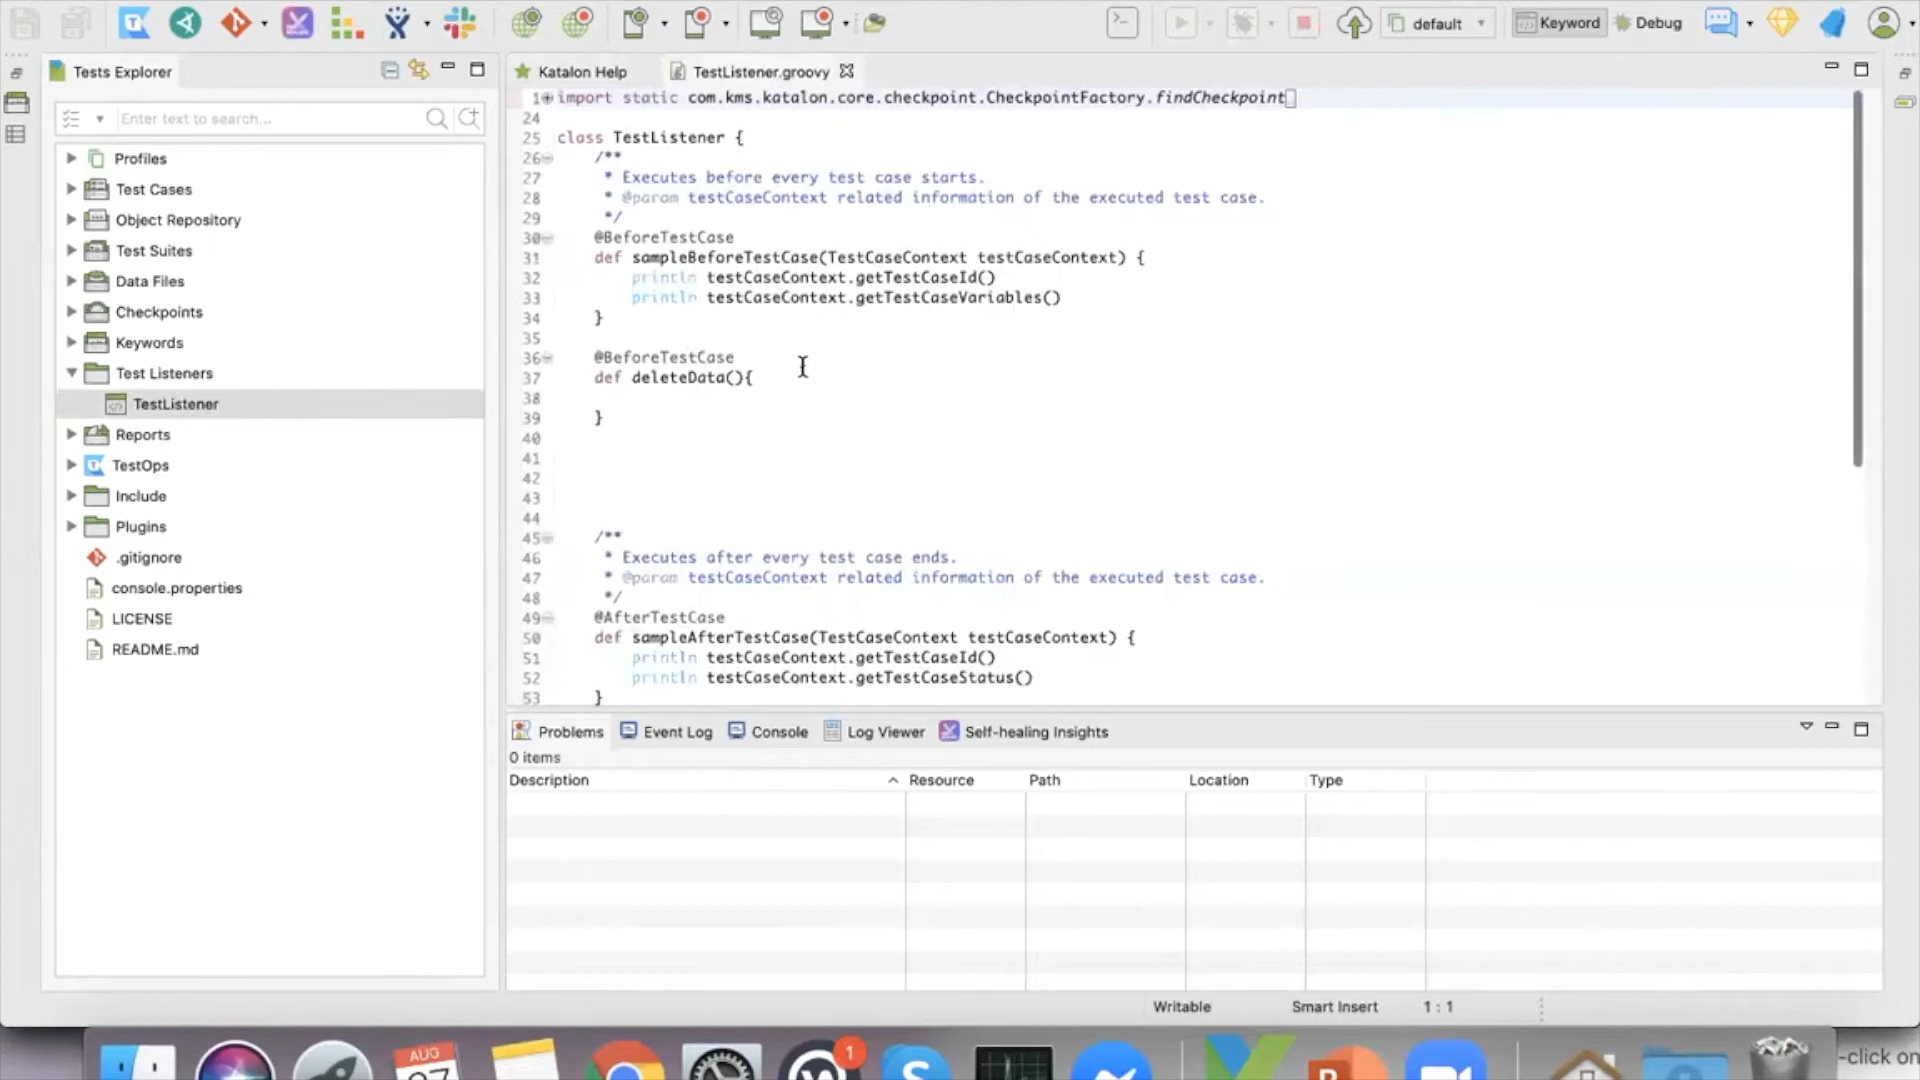 default
Keyword
Debug
Tests Explorer
Katalon Help
TestListener.groovy
Enter text to search...
Profiles
Test Cases
Object Repository
Test Suites
Data Files
Checkpoints
Keywords
Test Listeners
TestListener
Reports
TestOps
Include
Plugins
.gitignore
console.properties
LICENSE
README.md
1 import static com.kms.katalon.core.checkpoint.CheckpointFactory.findCheckpoint
24
25 class TestListener {
26 /**
27 * Executes before every test case starts.
28 * @param testCaseContext related information of the executed test case.
29 */
30 @BeforeTestCase
31 def sampleBeforeTestCase(TestCaseContext testCaseContext) {
32 println testCaseContext.getTestCaseId()
33 println testCaseContext.getTestCaseVariables()
34 }
35
36 @BeforeTestCase
37 def deleteData(){
38
39 }
40
41
42
43
44
45 /**
46 * Executes after every test case ends.
47 * @param testCaseContext related information of the executed test case.
48 */
49 @AfterTestCase
50 def sampleAfterTestCase(TestCaseContext testCaseContext) {
51 println testCaseContext.getTestCaseId()
52 println testCaseContext.getTestCaseStatus()
53 }
Problems Event Log Console Log Viewer Self-healing Insights
0 items
Description Resource Path Location Type
Writable Smart Insert 1 : 1
AUG
1
-click on